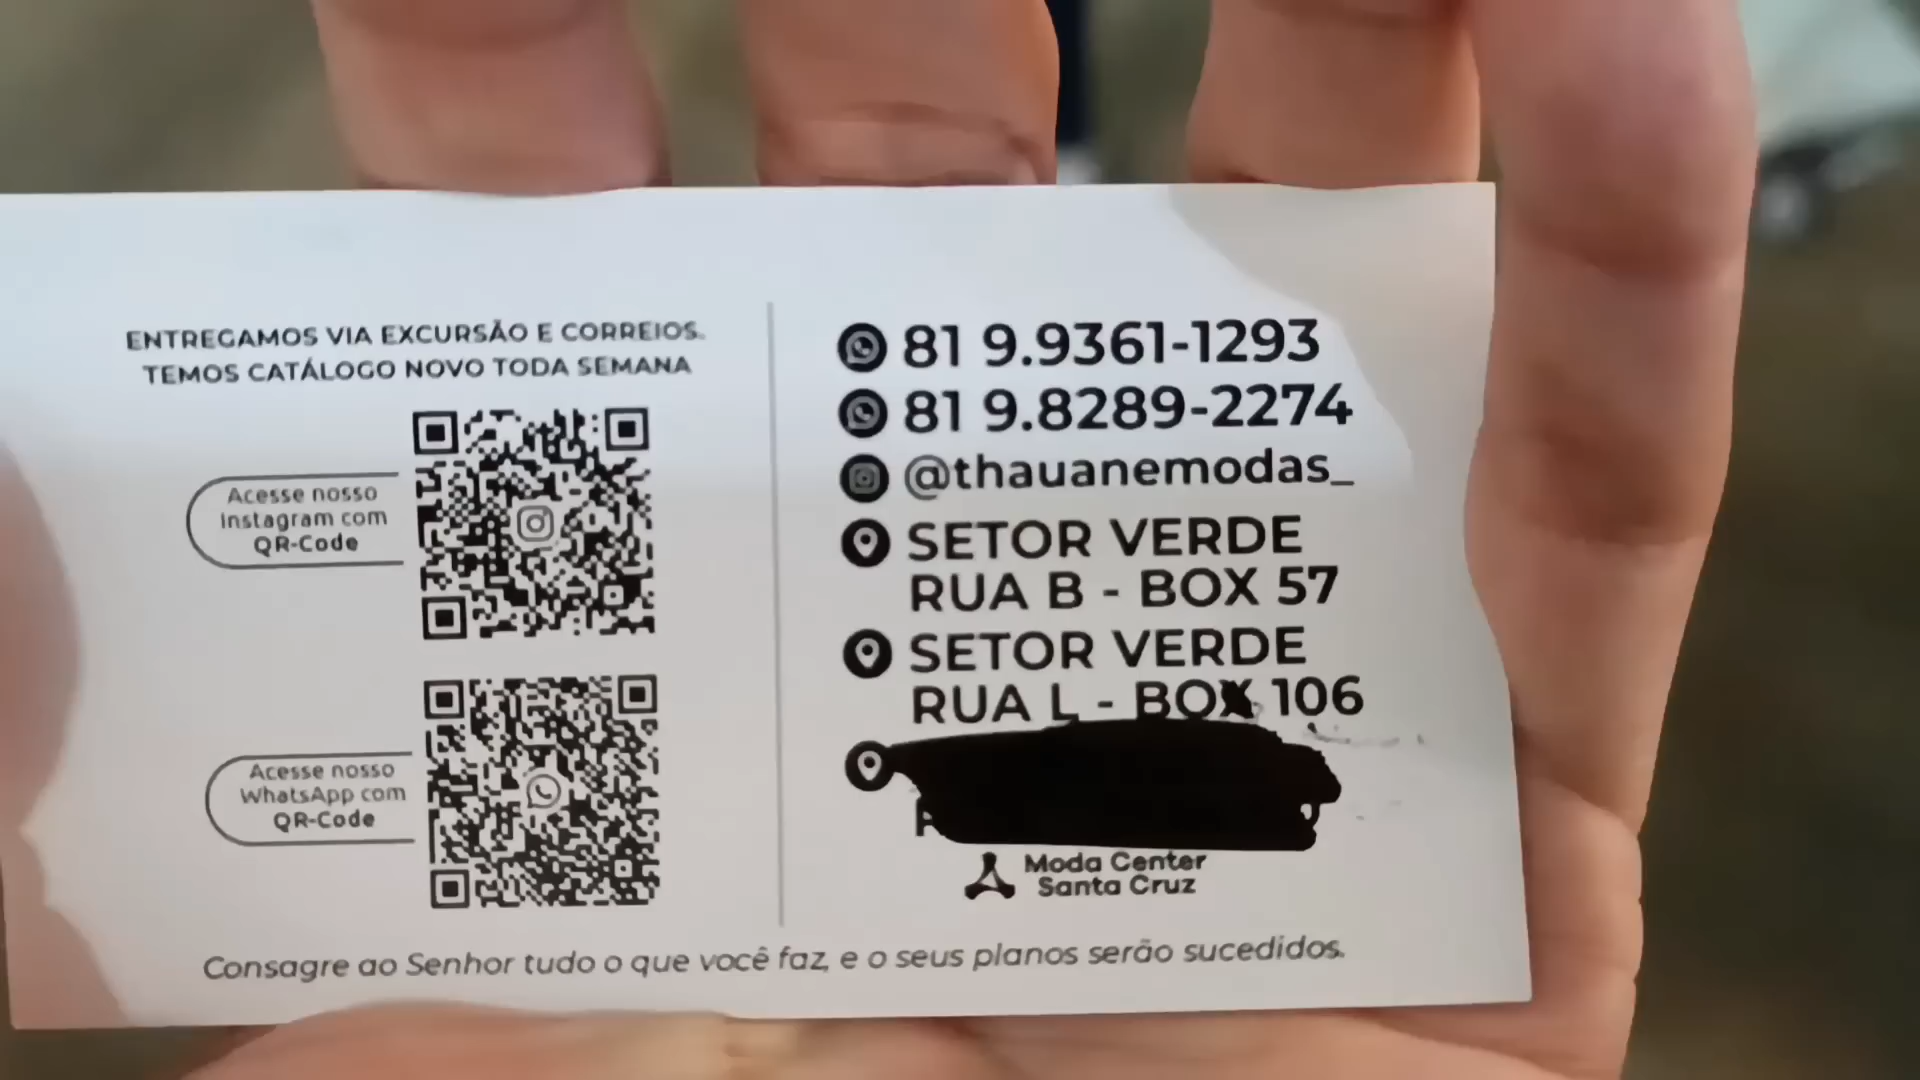 ENTREGAMOS VIA EXCURSÃO E CORREIOS.
TEMOS CATÁLOGO NOVO TODA SEMANA
Acesse nosso
Instagram com
QR-Code
Acesse nosso
WhatsApp com
QR-Code
81 9.9361-1293
81 9.8289-2274
@thauanemodas_
SETOR VERDE
RUA B - BOX 57
SETOR VERDE
RUA L - BOX 106
Moda Center
Santa Cruz
Consagre ao Senhor tudo o que você faz, e o seus planos serão sucedidos.